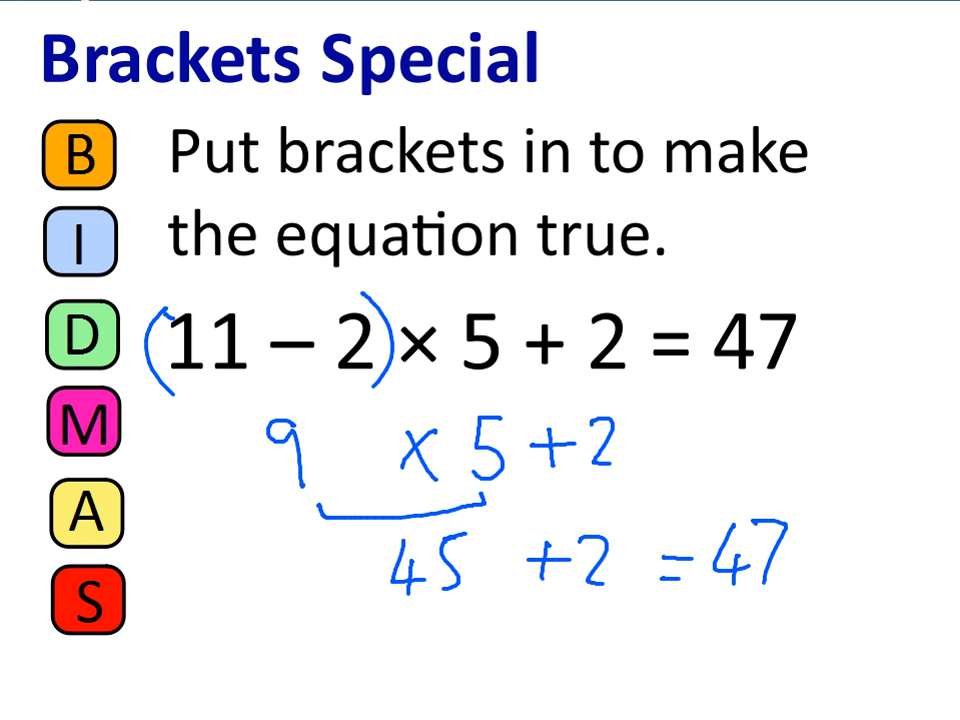 Brackets Special
B
Put brackets in to make
I
the equation true.
D
(11 – 2) × 5 + 2 = 47
M
9 × 5 + 2
A
45 + 2 = 47
S